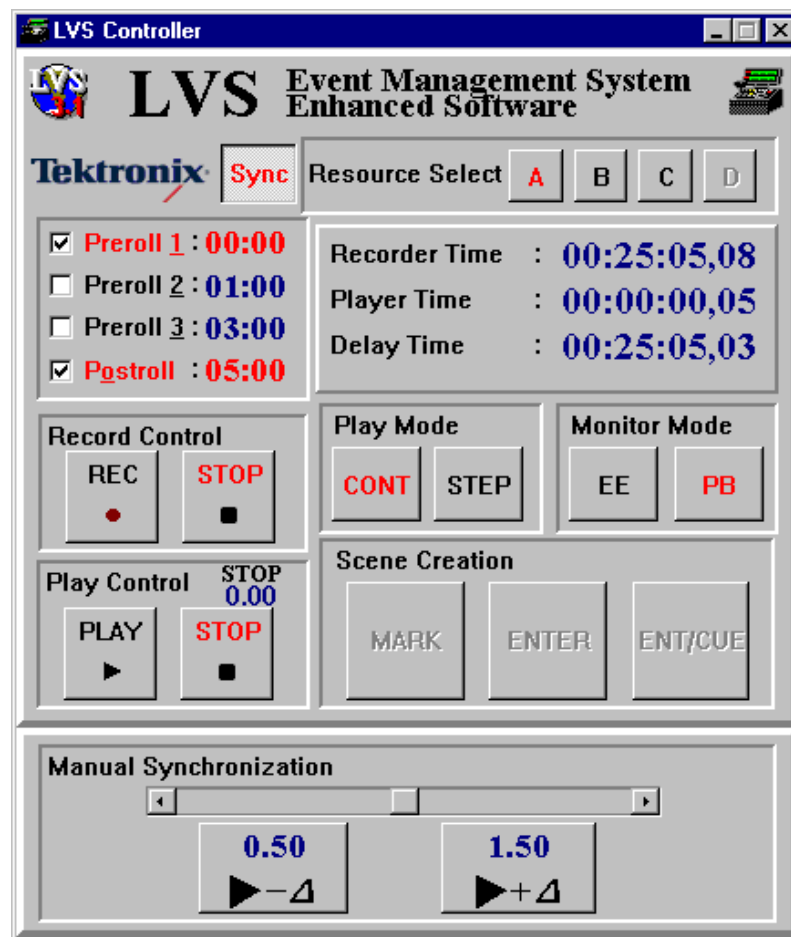 LVS Controller
LVS
3.1
LVS Event Management System
Enhanced Software
Tektronix
Sync
Resource Select A B C D
Preroll 1 : 00:00
Preroll 2 : 01:00
Preroll 3 : 03:00
Postroll : 05:00
Recorder Time : 00:25:05,08
Player Time : 00:00:00,05
Delay Time : 00:25:05,03
Record Control
REC STOP
Play Mode
CONT STEP
Monitor Mode
EE PB
Play Control STOP
0.00
PLAY STOP
Scene Creation
MARK ENTER ENT/CUE
Manual Synchronization
0.50 1.50
−Δ +Δ